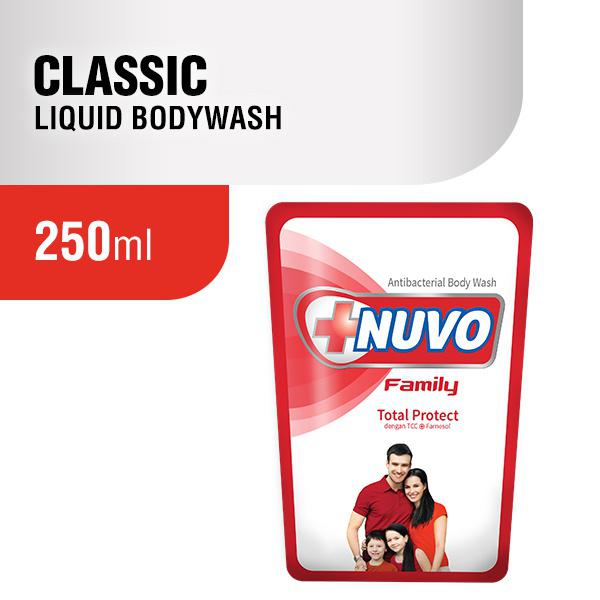 CLASSIC
LIQUID BODYWASH
250ml
Antibacterial Body Wash
NUVO
Family
Total Protect
dengan TCC + Farnesol